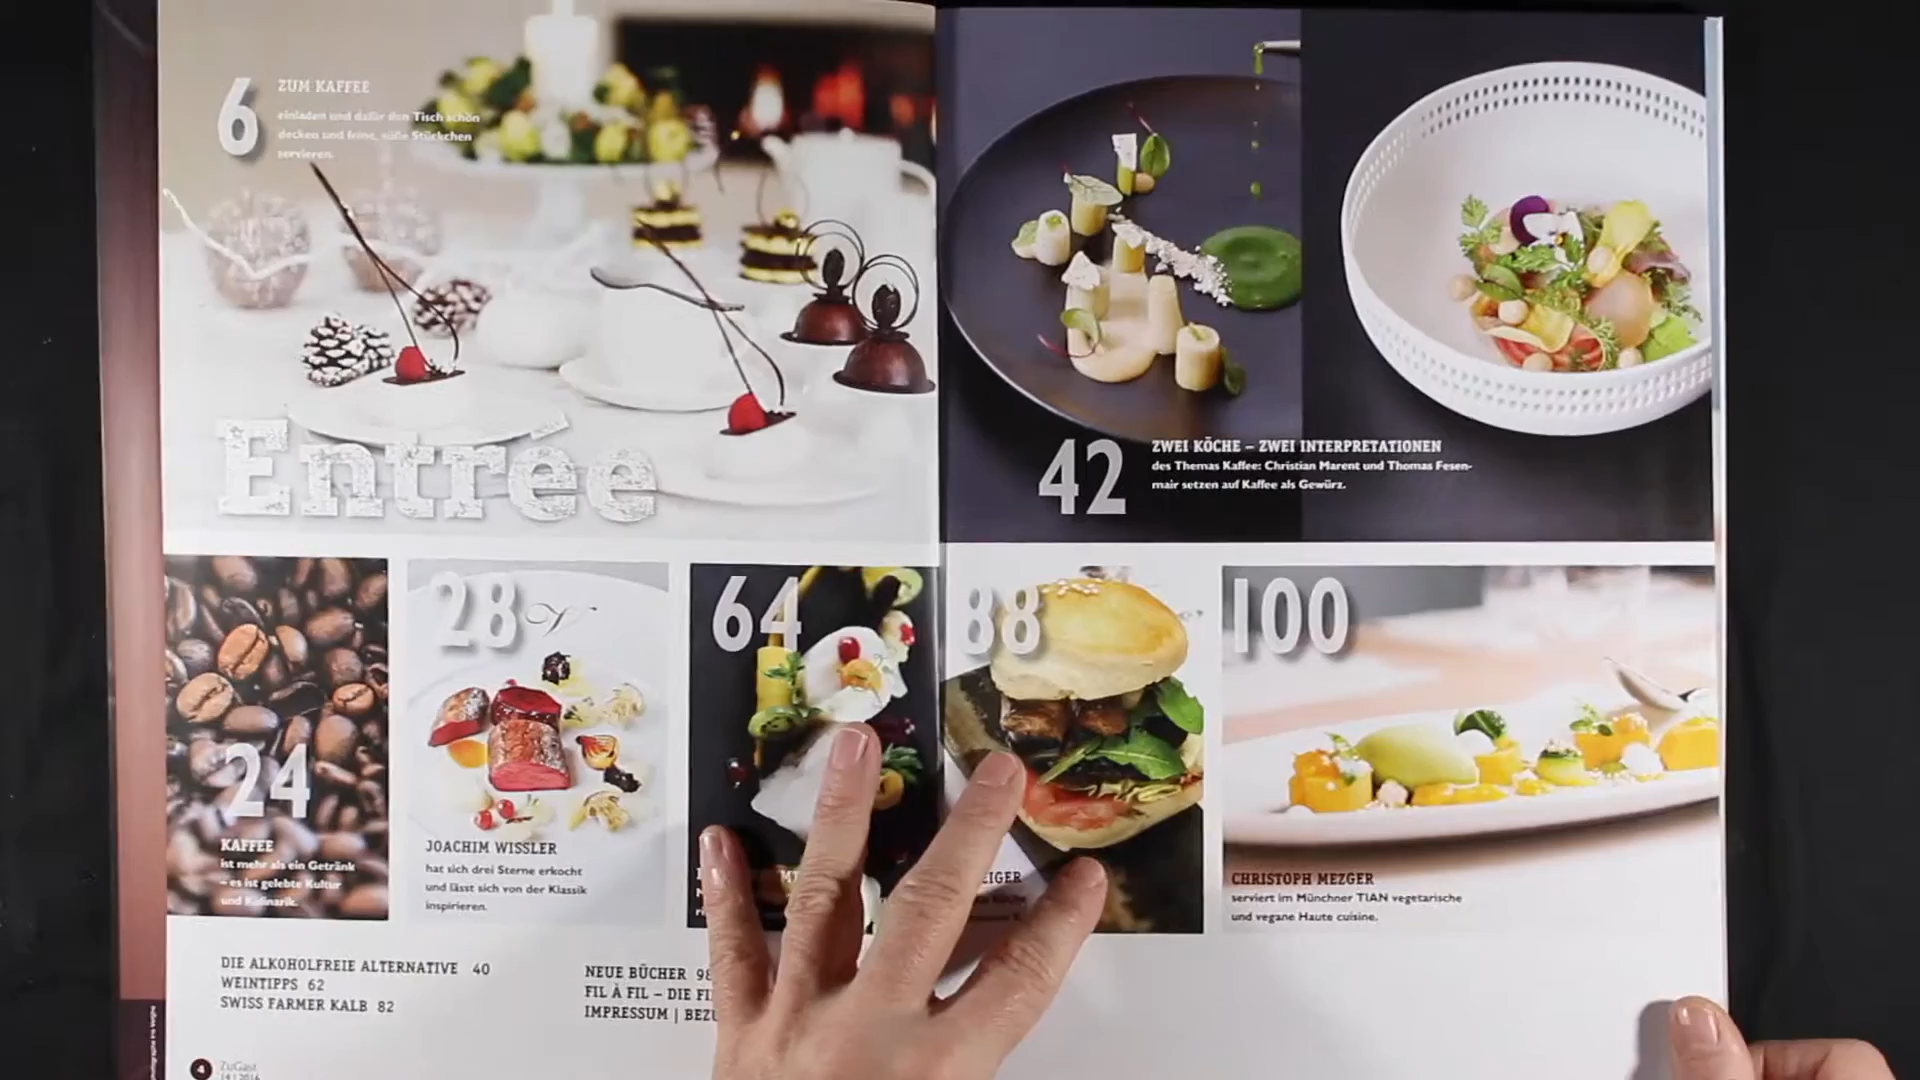 6
ZUM KAFFEE
einladen und dafür den Tisch schön
decken und feine, süße Stückchen
servieren.
Entrée
42
ZWEI KÖCHE – ZWEI INTERPRETATIONEN
des Themas Kaffee: Christian Marent und Thomas Fesen-
mair setzen auf Kaffee als Gewürz.
24
KAFFEE
ist mehr als ein Getränk
– es ist gelebte Kultur
und Kulinarik.
28
JOACHIM WISSLER
hat sich drei Sterne erkocht
und lässt sich von der Klassik
inspirieren.
64
88
EIGER
100
CHRISTOPH MEZGER
serviert im Münchner TIAN vegetarische
und vegane Haute cuisine.
DIE ALKOHOLFREIE ALTERNATIVE 40
WEINTIPPS 62
SWISS FARMER KALB 82
NEUE BÜCHER 98
FIL À FIL – DIE FI
IMPRESSUM | BEZU
4
ZuGast